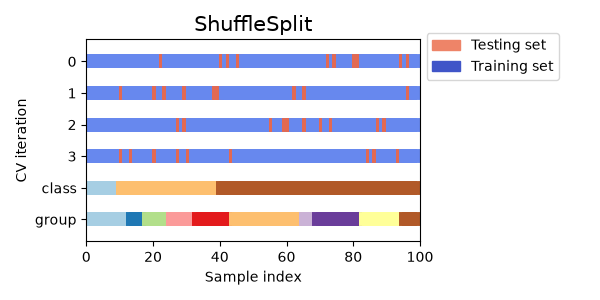 ShuffleSplit
Testing set
Training set
CV iteration
0
1
2
3
class
group
0 20 40 60 80 100
Sample index